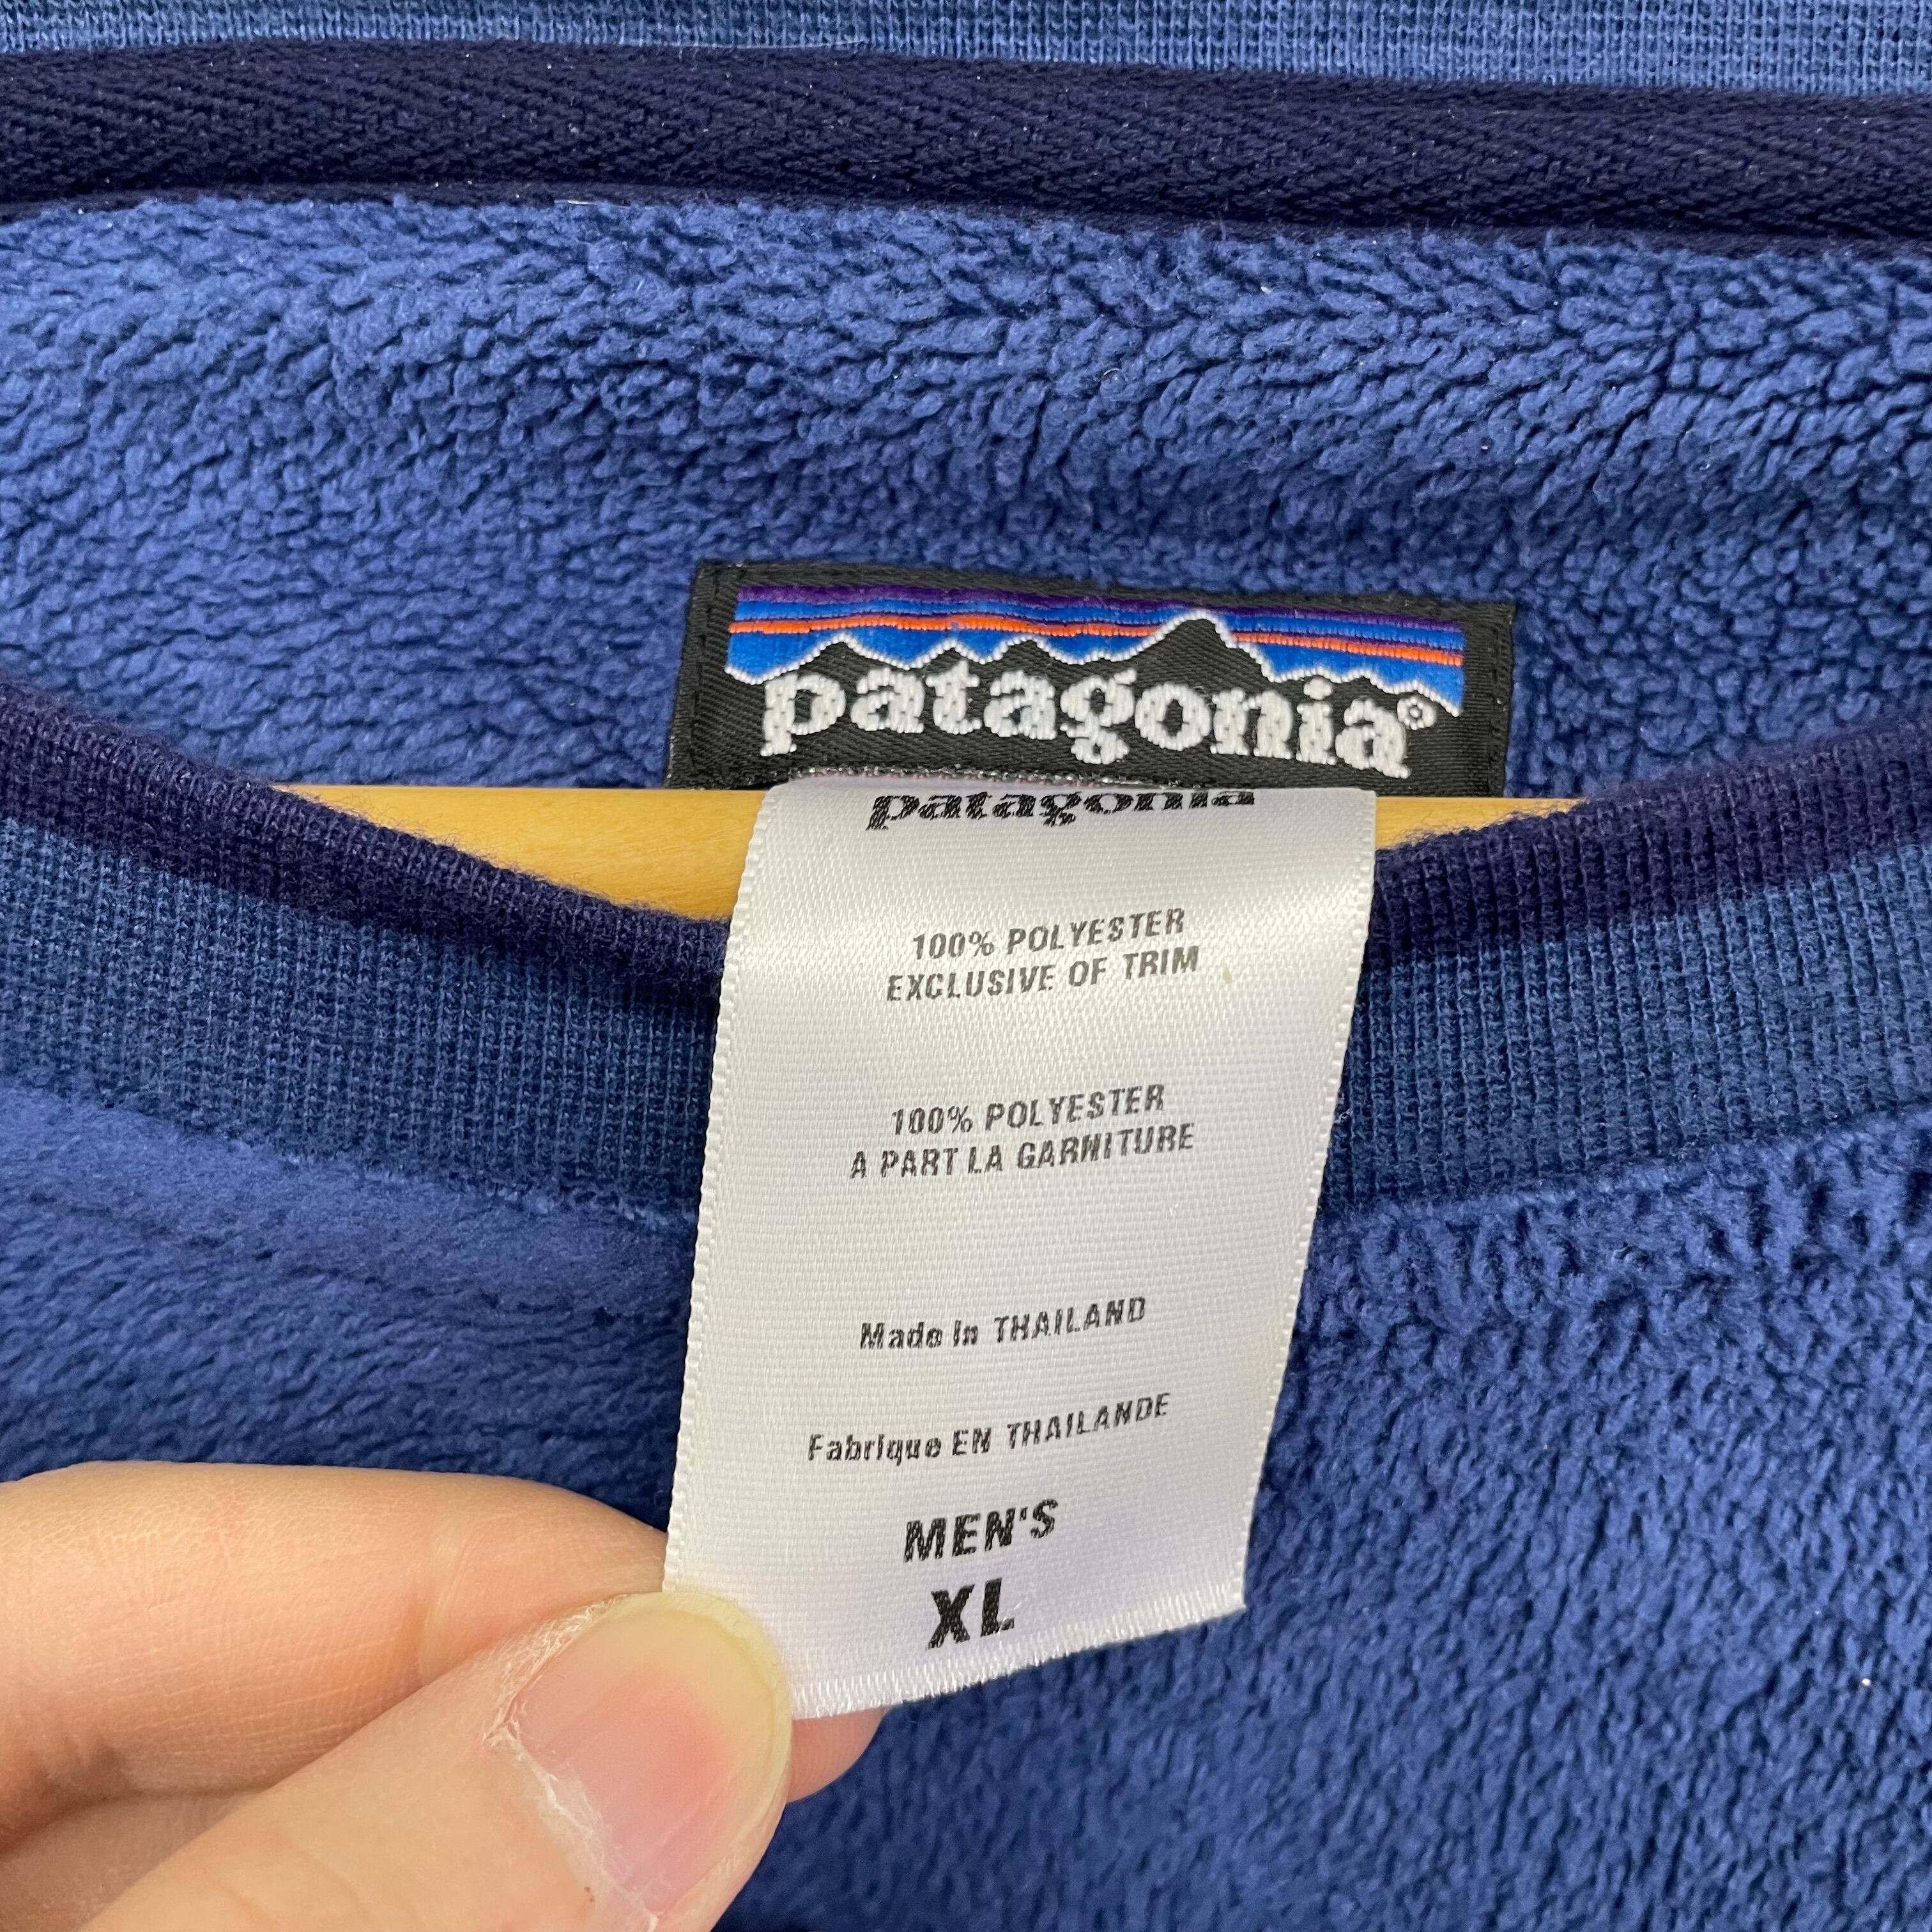 patagonia®
patagonia
100% POLYESTER
EXCLUSIVE OF TRIM
100% POLYESTER
A PART LA GARNITURE
Made in THAILAND
Fabrique EN THAILANDE
MEN'S
XL